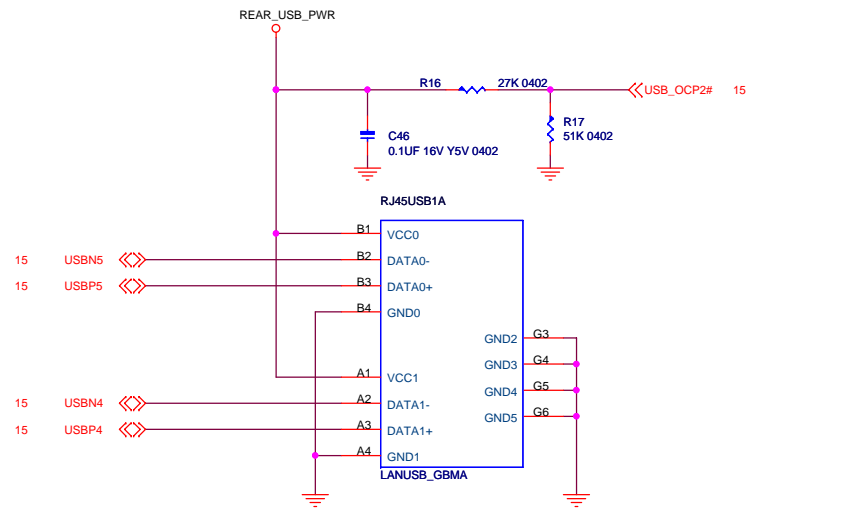 REAR_USB_PWR
R16 27K 0402
USB_OCP2# 15
R17
51K 0402
C46
0.1UF 16V Y5V 0402
RJ45USB1A
B1 VCC0
15 USBN5 B2 DATA0-
15 USBP5 B3 DATA0+
B4 GND0
GND2 G3
GND3 G4
A1 VCC1
GND4 G5
15 USBN4 A2 DATA1-
GND5 G6
15 USBP4 A3 DATA1+
A4 GND1
LANUSB_GBMA